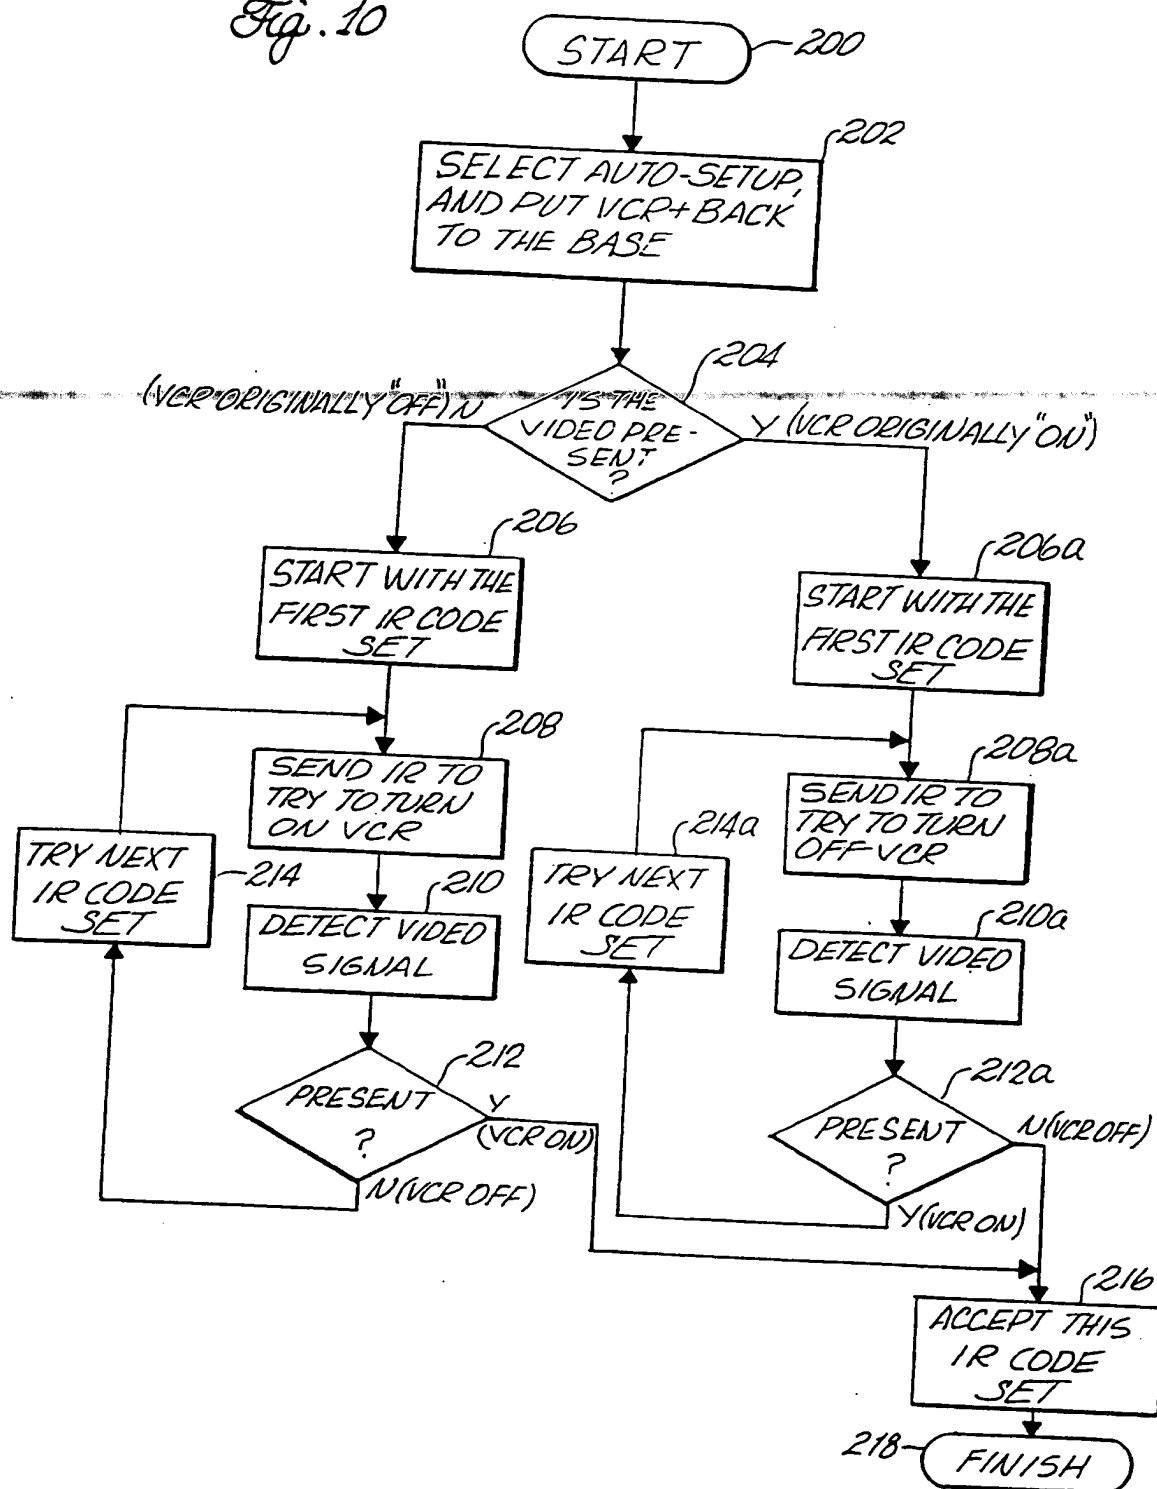 Fig. 10
START
200
202
SELECT AUTO-SETUP,
AND PUT VCP+ BACK
TO THE BASE
204
(VCR ORIGINALLY "OFF") N
IS THE
VIDEO PRE-
SENT
?
Y (VCR ORIGINALLY "ON")
206
START WITH THE
FIRST IR CODE
SET
206a
START WITH THE
FIRST IR CODE
SET
208
SEND IR TO
TRY TO TURN
ON VCR
208a
SEND IR TO
TRY TO TURN
OFF VCR
TRY NEXT
IR CODE
SET
214
214a
TRY NEXT
IR CODE
SET
210
DETECT VIDEO
SIGNAL
210a
DETECT VIDEO
SIGNAL
212
PRESENT
?
Y
(VCR ON)
N (VCR OFF)
212a
PRESENT
?
N (VCR OFF)
Y (VCR ON)
216
ACCEPT THIS
IR CODE
SET
218
FINISH